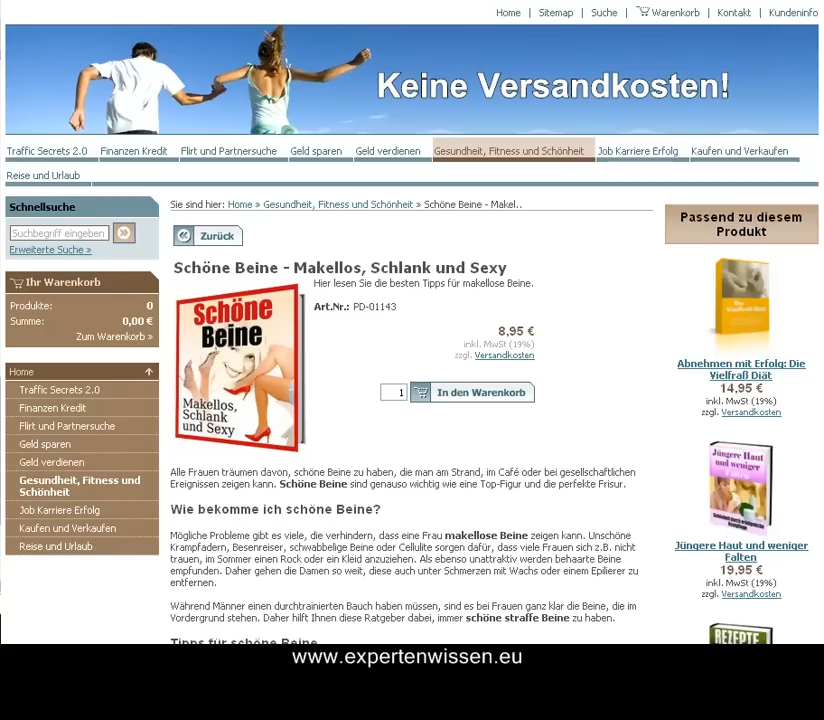 Home | Sitemap | Suche | Warenkorb | Kontakt | Kundeninfo
Keine Versandkosten!
Traffic Secrets 2.0 Finanzen Kredit Flirt und Partnersuche Geld sparen Geld verdienen Gesundheit, Fitness und Schönheit Job Karriere Erfolg Kaufen und Verkaufen
Reise und Urlaub
Schnellsuche
Suchbegriff eingeben
Erweiterte Suche »
Ihr Warenkorb
Produkte: 0
Summe: 0,00 €
Zum Warenkorb »
Home
Traffic Secrets 2.0
Finanzen Kredit
Flirt und Partnersuche
Geld sparen
Geld verdienen
Gesundheit, Fitness und
Schönheit
Job Karriere Erfolg
Kaufen und Verkaufen
Reise und Urlaub
Sie sind hier: Home » Gesundheit, Fitness und Schönheit » Schöne Beine - Makel..
Zurück
Schöne Beine - Makellos, Schlank und Sexy
Hier lesen Sie die besten Tipps für makellose Beine.
Art.Nr.: PD-01143
8,95 €
inkl. MwSt (19%)
zzgl. Versandkosten
1 In den Warenkorb
Schöne
Beine
Makellos,
Schlank
und Sexy
Alle Frauen träumen davon, schöne Beine zu haben, die man am Strand, im Café oder bei gesellschaftlichen
Ereignissen zeigen kann. Schöne Beine sind genauso wichtig wie eine Top-Figur und die perfekte Frisur.
Wie bekomme ich schöne Beine?
Mögliche Probleme gibt es viele, die verhindern, dass eine Frau makellose Beine zeigen kann. Unschöne
Krampfadern, Besenreiser, schwabbelige Beine oder Cellulite sorgen dafür, dass viele Frauen sich z.B. nicht
trauen, im Sommer einen Rock oder ein Kleid anzuziehen. Als ebenso unattraktiv werden behaarte Beine
empfunden. Daher gehen die Damen so weit, diese auch unter Schmerzen mit Wachs oder einem Epilierer zu
entfernen.
Während Männer einen durchtrainierten Bauch haben müssen, sind es bei Frauen ganz klar die Beine, die im
Vordergrund stehen. Daher hilft Ihnen diese Ratgeber dabei, immer schöne straffe Beine zu haben.
Tipps für schöne Beine
Passend zu diesem
Produkt
Abnehmen mit Erfolg: Die
Vielfraß Diät
14,95 €
inkl. MwSt (19%)
zzgl. Versandkosten
Jüngere Haut
und weniger
Jüngere Haut und weniger
Falten
19,95 €
inkl. MwSt (19%)
zzgl. Versandkosten
REZEPTE
www.expertenwissen.eu